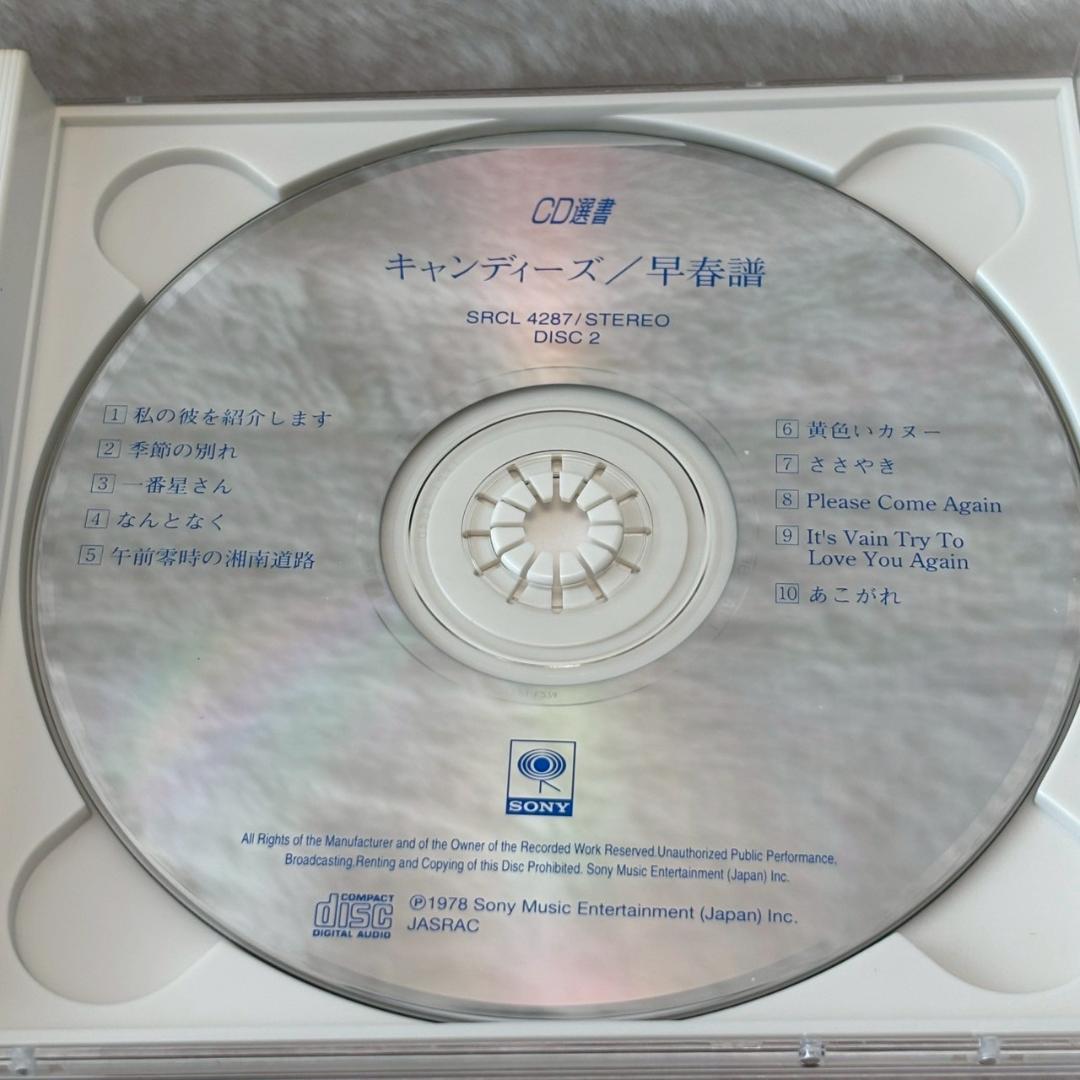 CD選書
キャンディーズ/早春譜
SRCL 4287/STEREO
DISC 2
1 私の彼を紹介します
2 季節の別れ
3 一番星さん
4 なんとなく
5 午前零時の湘南道路
6 黄色いカヌー
7 ささやき
8 Please Come Again
9 It's Vain Try To
Love You Again
10 あこがれ
SONY
All Rights of the Manufacturer and of the Owner of the Recorded Work Reserved.Unauthorized Public Performance,
Broadcasting,Renting and Copying of this Disc Prohibited. Sony Music Entertainment (Japan) Inc.
COMPACT
disc
DIGITAL AUDIO
℗1978 Sony Music Entertainment (Japan) Inc.
JASRAC